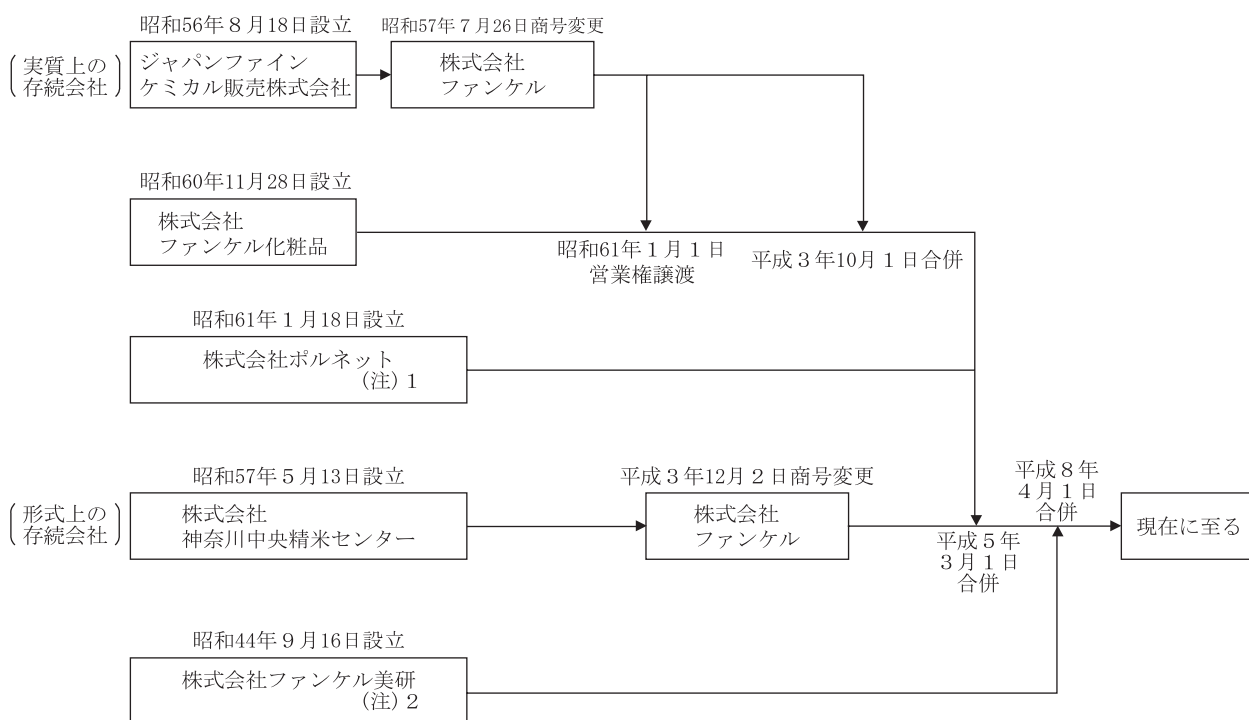 昭和56年８月18日設立
昭和57年７月26日商号変更
（実質上の
存続会社）
ジャパンファイン
ケミカル販売株式会社
株式会社
ファンケル
昭和60年11月28日設立
株式会社
ファンケル化粧品
昭和61年１月１日
営業権譲渡
平成３年10月１日合併
昭和61年１月18日設立
株式会社ポルネット
（注）１
昭和57年５月13日設立
平成３年12月２日商号変更
平成８年
４月１日
合併
（形式上の
存続会社）
株式会社
神奈川中央精米センター
株式会社
ファンケル
現在に至る
平成５年
３月１日
合併
昭和44年９月16日設立
株式会社ファンケル美研
（注）２